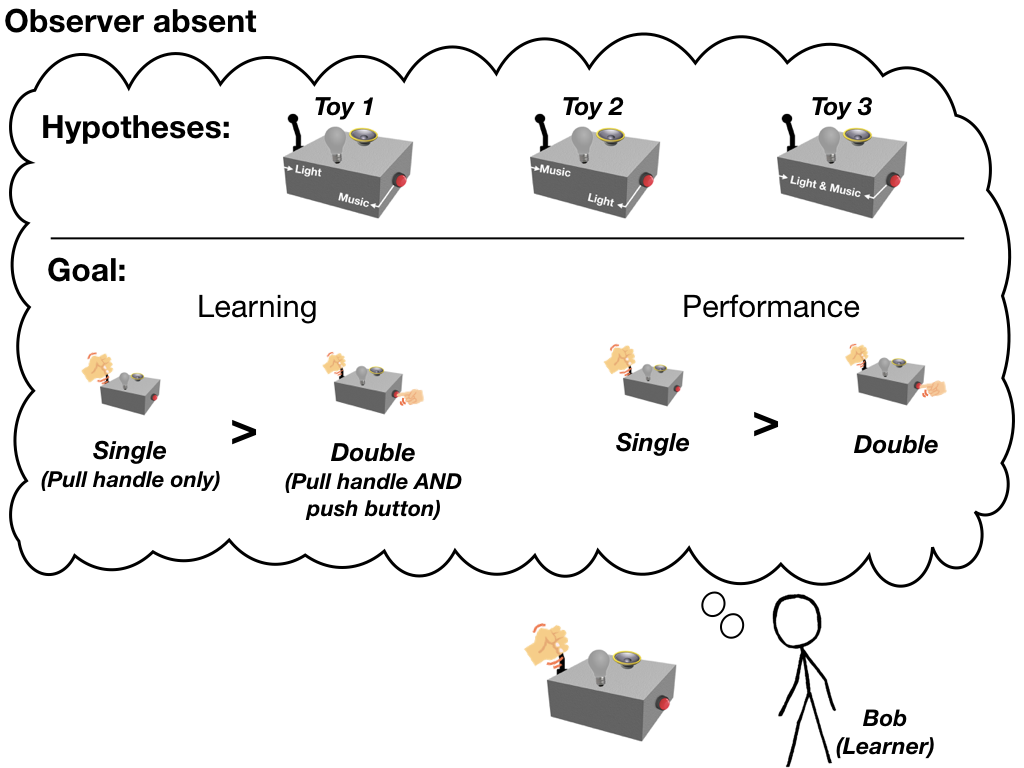 Observer absent
Hypotheses:
Toy 1
Toy 2
Toy 3
Light
Music
Music
Light
Light & Music
Goal:
Learning
Performance
Single
(Pull handle only)
>
Double
(Pull handle AND
push button)
Single
>
Double
Bob
(Learner)